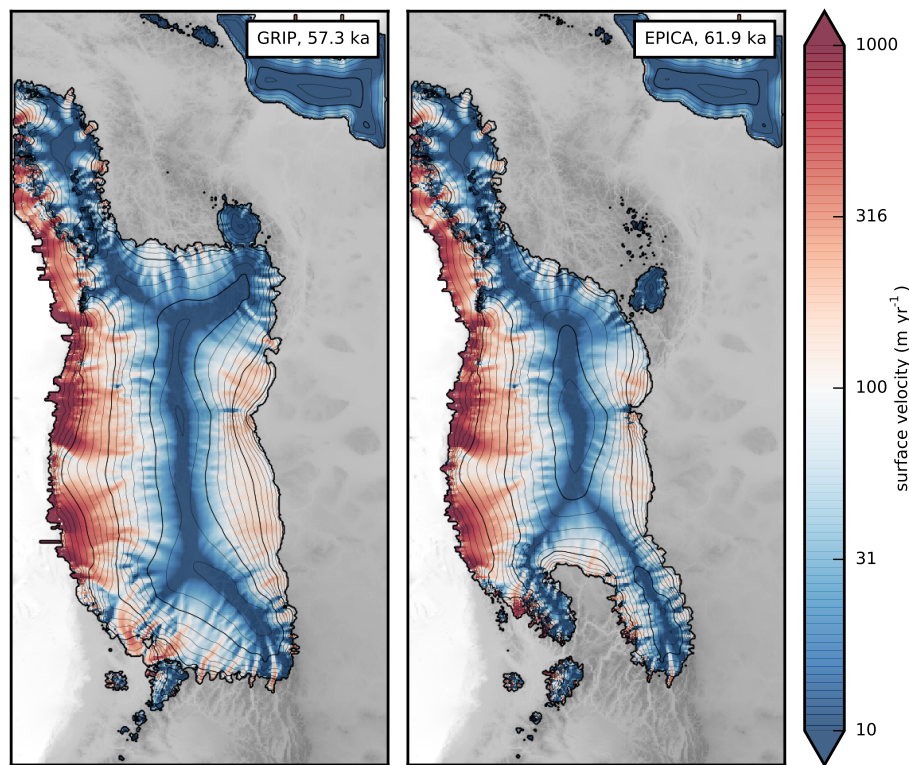 GRIP, 57.3 ka
EPICA, 61.9 ka
1000
316
100
31
10
surface velocity (m yr⁻¹)